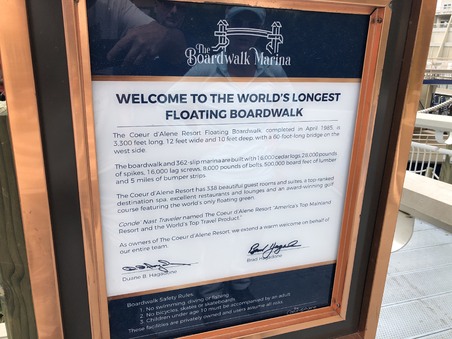 The
Boardwalk Marina
WELCOME TO THE WORLD'S LONGEST
FLOATING BOARDWALK
The Coeur d'Alene Resort Floating Boardwalk, completed in April 1985, is
3,300 feet long, 12 feet wide and 10 feet deep, with a 60-foot-long bridge on the
west side.
The boardwalk and 362-slip marina are built with 16,000 cedar logs, 29,000 pounds
of spikes, 16,000 lag screws, 8,000 pounds of bolts, 500,000 board feet of lumber
and 5 miles of bumper strips.
The Coeur d'Alene Resort has 338 beautiful guest rooms and suites, a top-ranked
destination spa, excellent restaurants and lounges and an award-winning golf
course featuring the world's only floating green.
Conde' Nast Traveler named The Coeur d'Alene Resort "America's Top Mainland
Resort and the World's Top Travel Product."
As owners of The Coeur d'Alene Resort, we extend a warm welcome on behalf of
our entire team.
Duane B. Hagadone
Brad Hagadone
Boardwalk Safety Rules:
1. No swimming, diving or fishing
2. No bicycles, skates or skateboards
3. Children under age 10 must be accompanied by an adult
These facilities are privately owned and users assume all risks